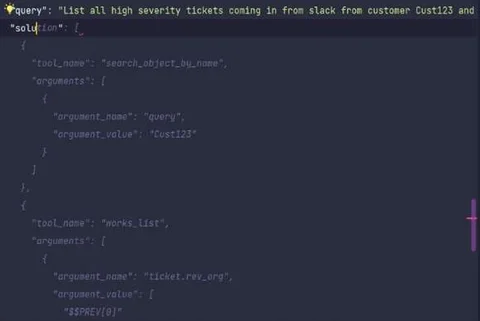 "query": "List all high severity tickets coming in from slack from customer Cust123 and
"solution": [
{
"tool_name": "search_object_by_name",
"arguments": [
{
"argument_name": "query",
"argument_value": "Cust123"
}
]
},
{
"tool_name": "works_list",
"arguments": [
{
"argument_name": "ticket.rev_org",
"argument_value": [
"$$PREV[0]"